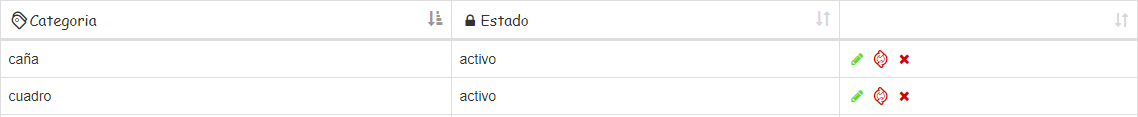 Categoria Estado
caña activo
cuadro activo